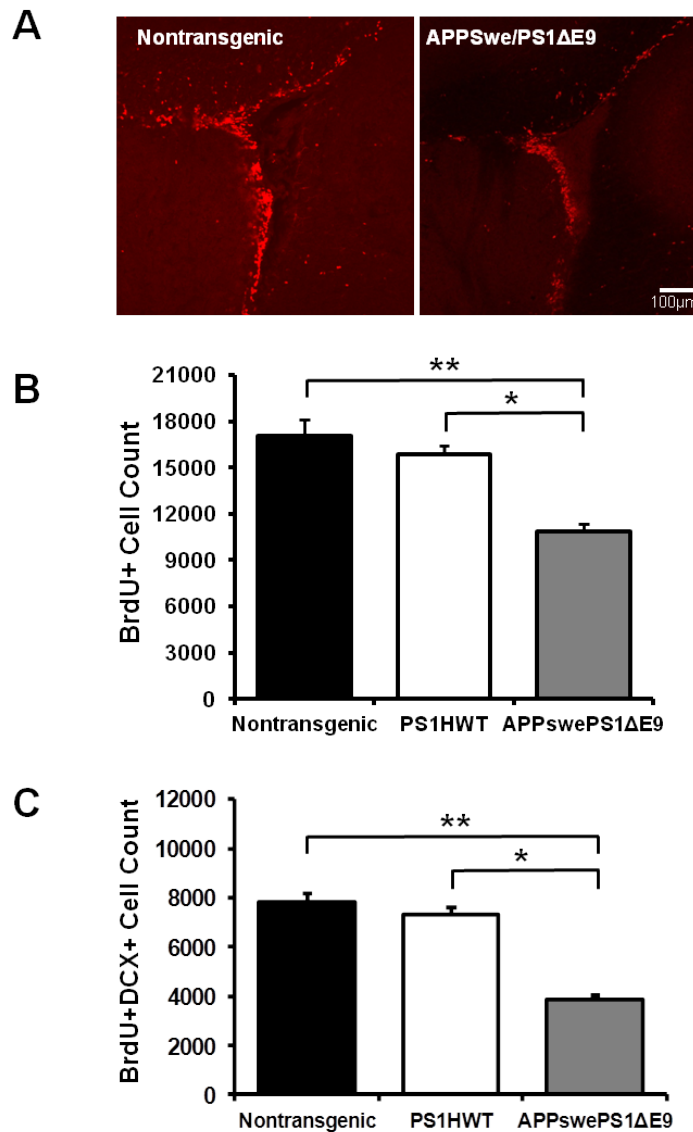 A
Nontransgenic
APPSwe/PS1ΔE9
100μm
B
BrdU+ Cell Count
21000
18000
15000
12000
9000
6000
3000
0
**
*
Nontransgenic
PS1HWT
APPswePS1ΔE9
C
BrdU+DCX+ Cell Count
12000
10000
8000
6000
4000
2000
0
**
*
Nontransgenic
PS1HWT
APPswePS1ΔE9